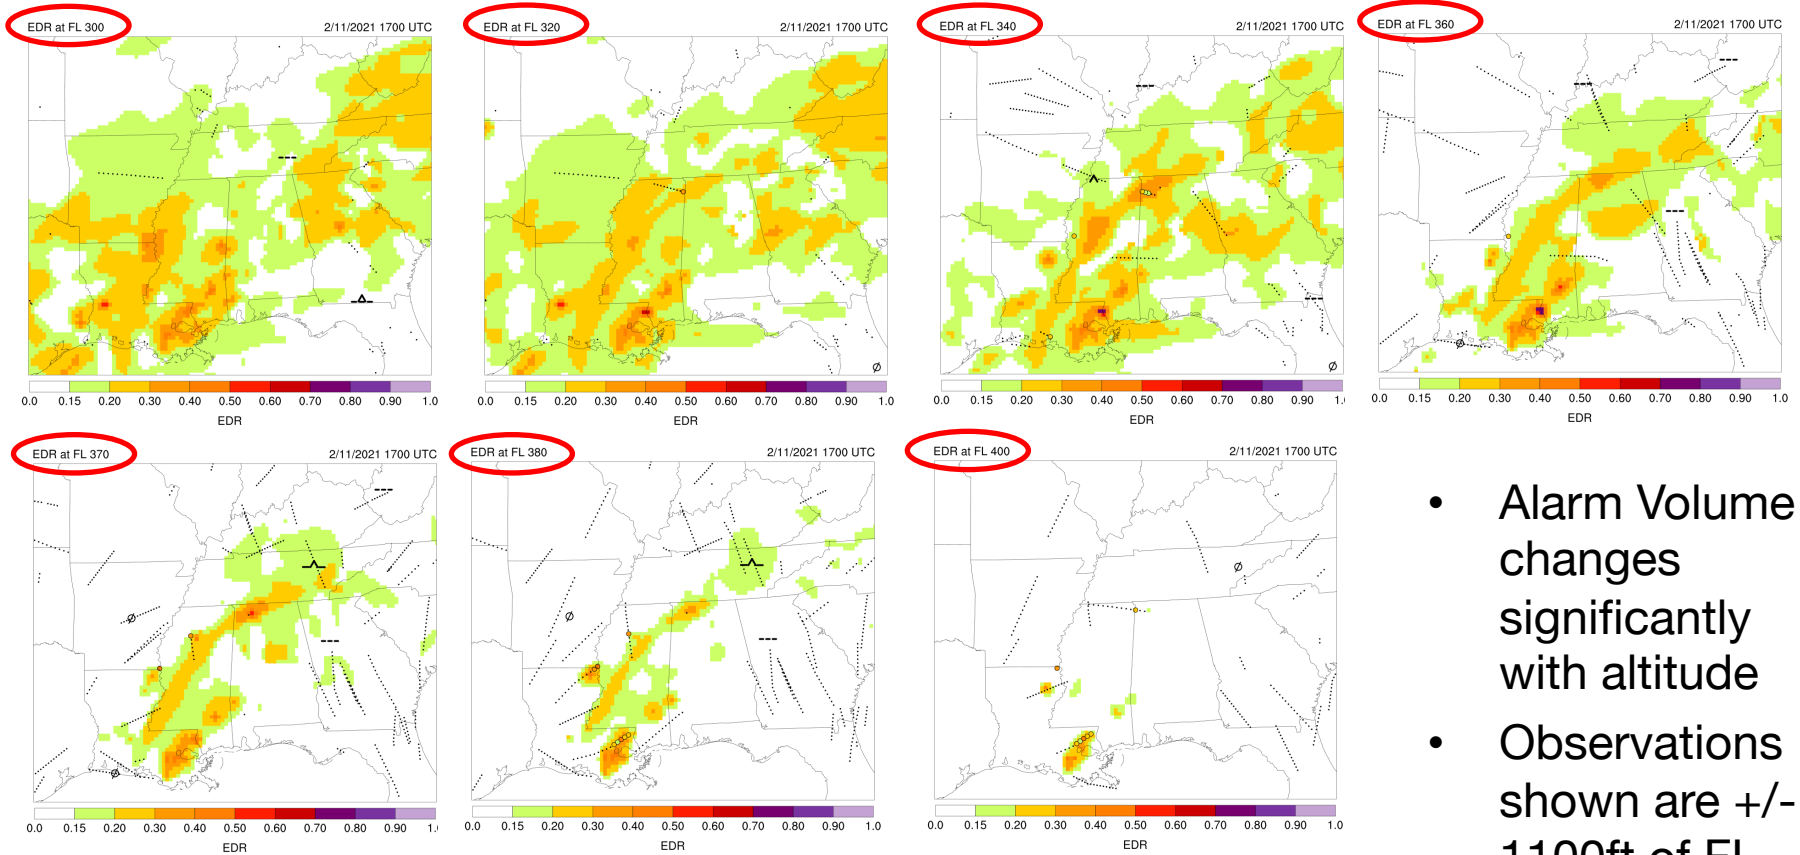 EDR at FL 300
2/11/2021 1700 UTC
0.0 0.15 0.20 0.30 0.40 0.50 0.60 0.70 0.80 0.90 1.0
EDR
EDR at FL 320
2/11/2021 1700 UTC
0.0 0.15 0.20 0.30 0.40 0.50 0.60 0.70 0.80 0.90 1.0
EDR
EDR at FL 340
2/11/2021 1700 UTC
0.0 0.15 0.20 0.30 0.40 0.50 0.60 0.70 0.80 0.90 1.
EDR
EDR at FL 360
2/11/2021 1700 UTC
0.0 0.15 0.20 0.30 0.40 0.50 0.60 0.70 0.80 0.90 1.0
EDR
EDR at FL 370
2/11/2021 1700 UTC
0.0 0.15 0.20 0.30 0.40 0.50 0.60 0.70 0.80 0.90 1.
EDR
EDR at FL 380
2/11/2021 1700 UTC
0.0 0.15 0.20 0.30 0.40 0.50 0.60 0.70 0.80 0.90 1.0
EDR
EDR at FL 400
2/11/2021 1700 UTC
0.0 0.15 0.20 0.30 0.40 0.50 0.60 0.70 0.80 0.90 1.0
EDR
• Alarm Volume
changes
significantly
with altitude
• Observations
shown are +/-
1100ft of FL